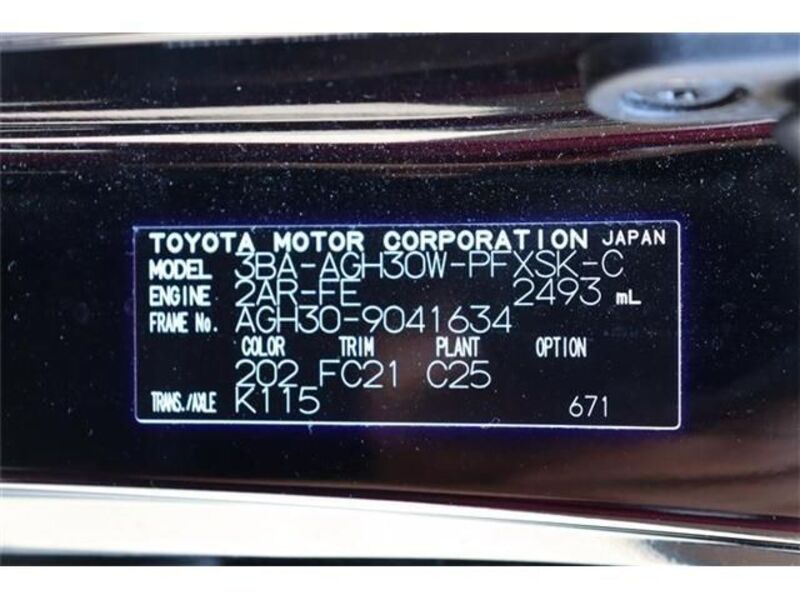 TOYOTA MOTOR CORPORATION JAPAN
MODEL 3BA-AGH30W-PFXSK-C
ENGINE 2AR-FE 2493 mL
FRAME No. AGH30-9041634
COLOR TRIM PLANT OPTION
202 FC21 C25
TRANS./AXLE K115 671